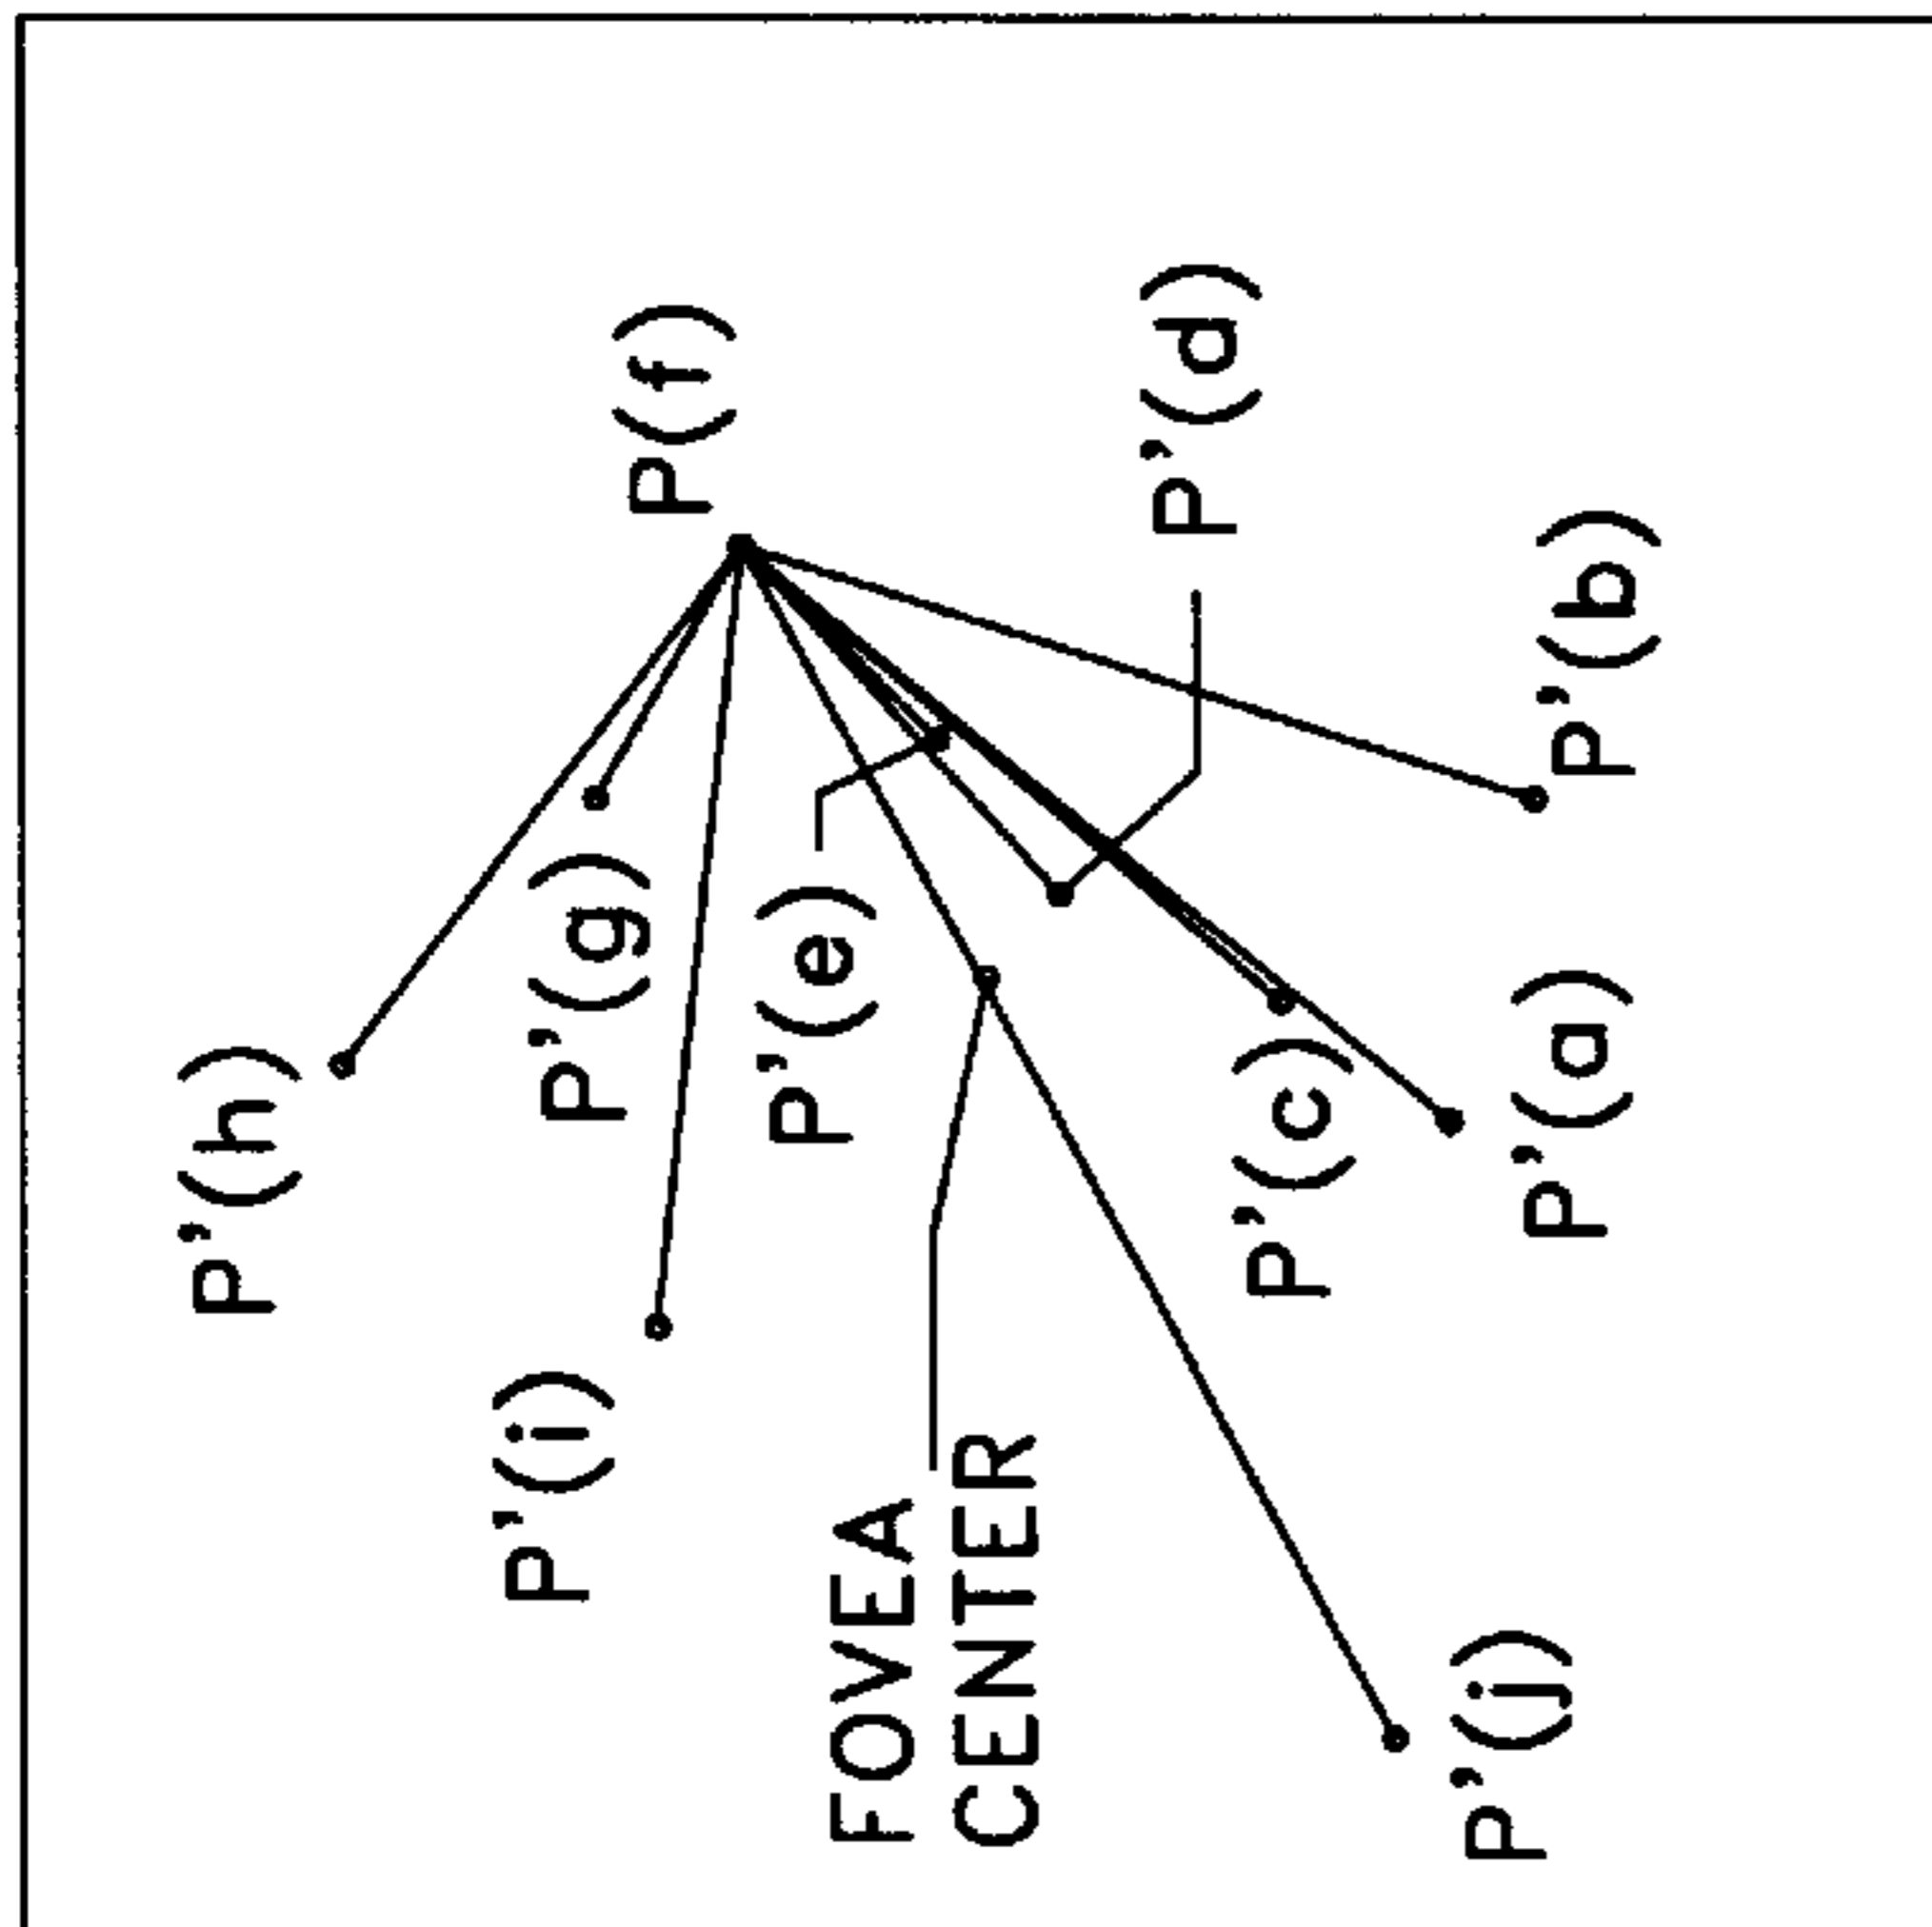 P'(h)
P'(i)
P'(g)
P(f)
P'(e)
FOVEA
CENTER
P'(d)
P'(c)
P'(j)
P'(a)
P'(b)